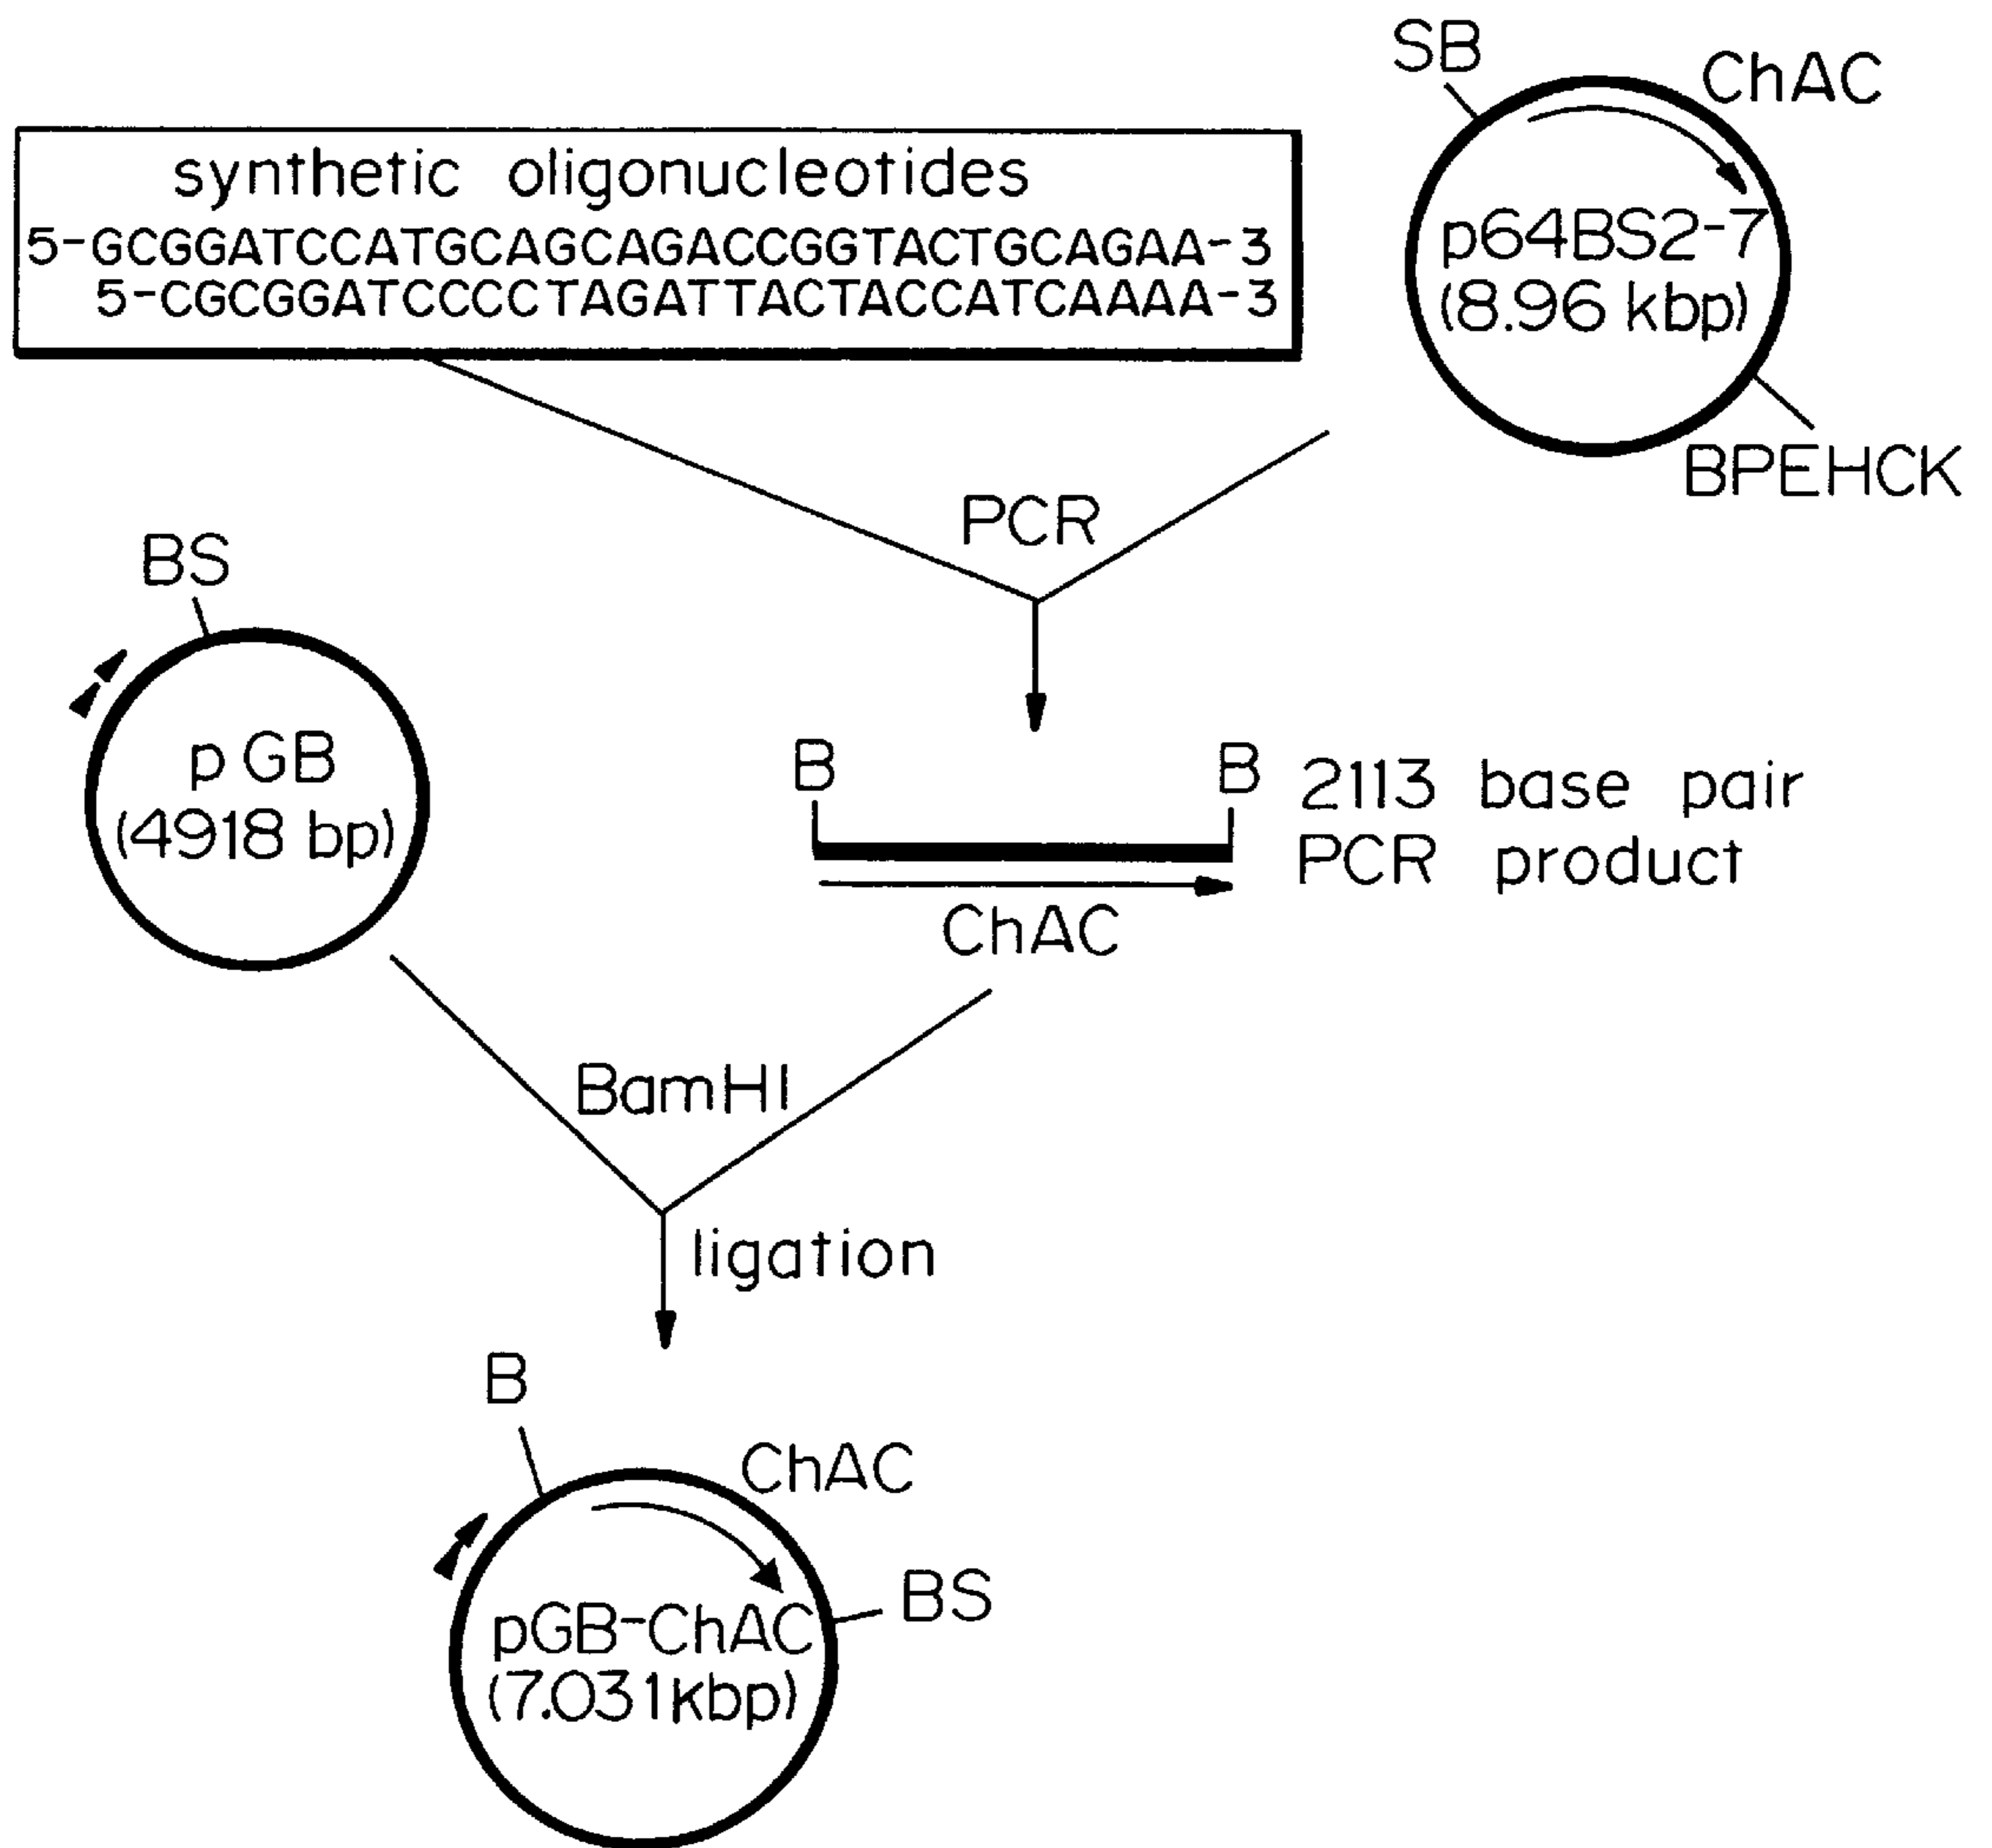 SB
ChAC
synthetic oligonucleotides
5-GCGGATCCATGCAGCAGACCGGTACTGCAGAA-3
5-CGCGGATCCCCTAGATTACTACCATCAAAA-3
p64BS2-7
(8.96 kbp)
BPEHCK
PCR
BS
pGB
(4918 bp)
B
B
2113 base pair
PCR product
ChAC
BamHI
ligation
B
ChAC
BS
pGB-ChAC
(7.031kbp)